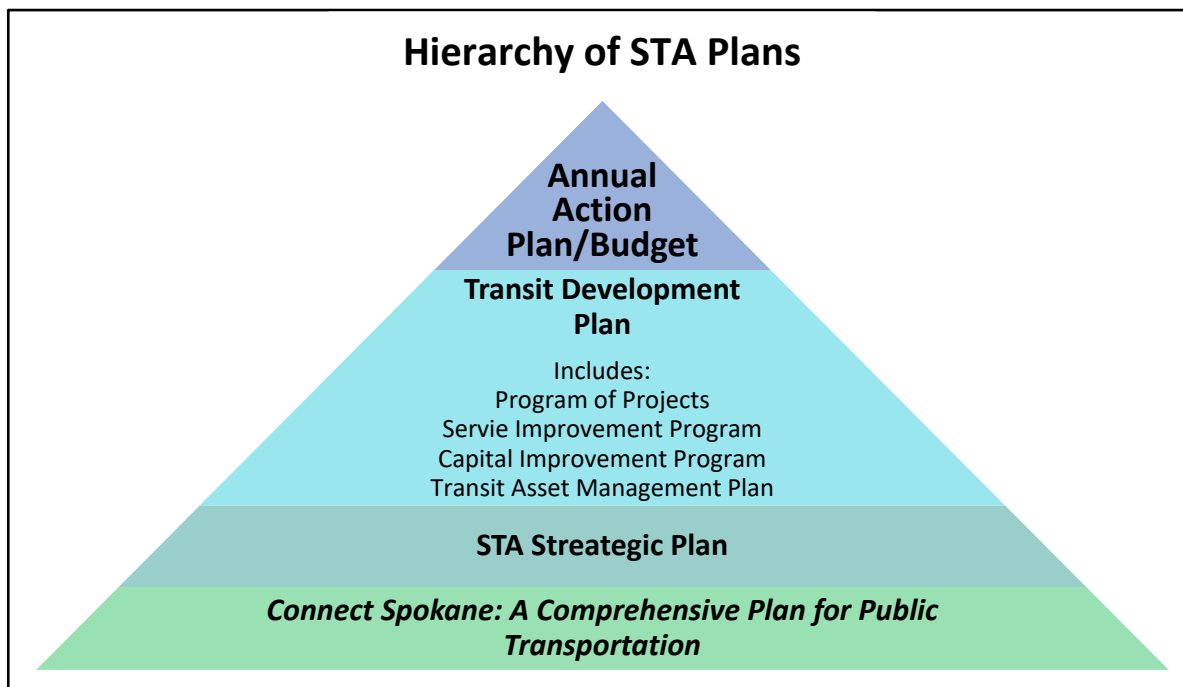 Hierarchy of STA Plans
Annual
Action
Plan/Budget
Transit Development
Plan
Includes:
Program of Projects
Servie Improvement Program
Capital Improvement Program
Transit Asset Management Plan
STA Streategic Plan
Connect Spokane: A Comprehensive Plan for Public
Transportation